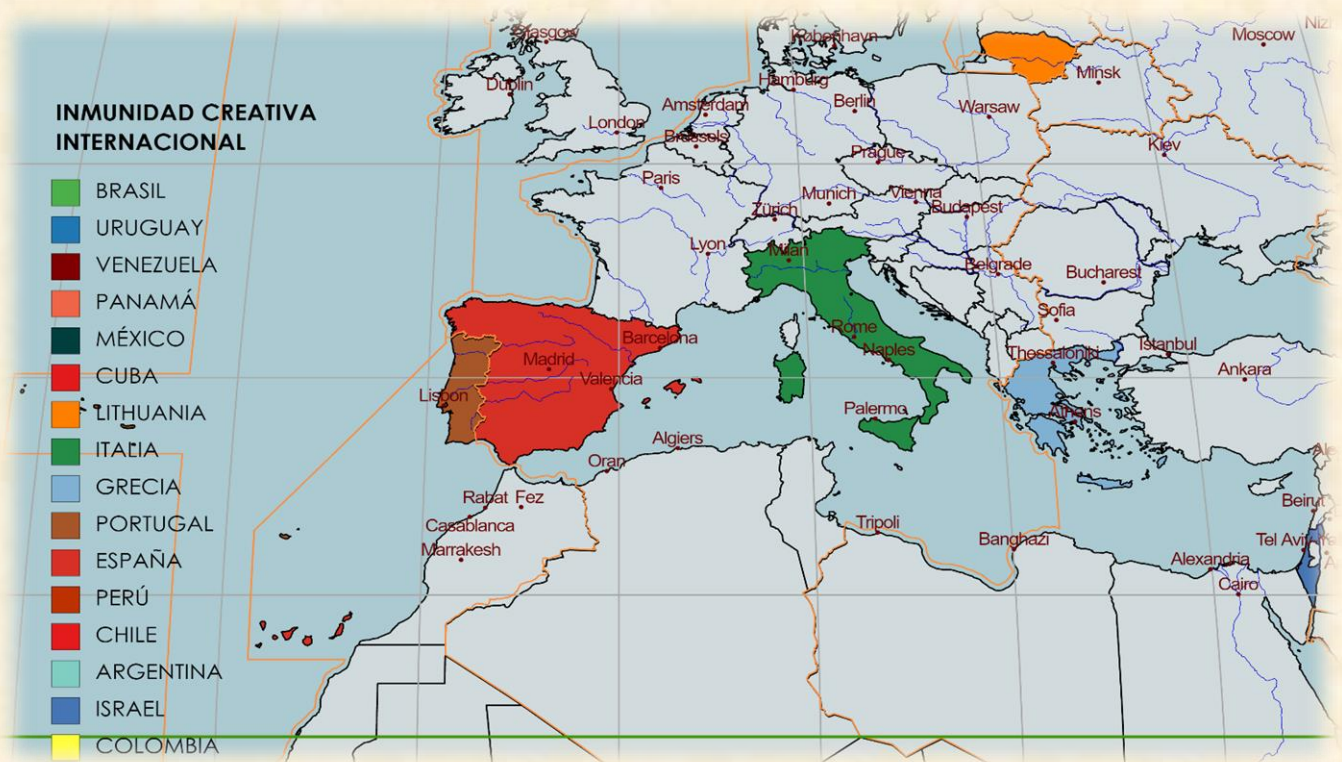 INMUNIDAD CREATIVA
INTERNACIONAL
BRASIL
URUGUAY
VENEZUELA
PANAMÁ
MÉXICO
CUBA
LITHUANIA
ITALIA
GRECIA
PORTUGAL
ESPAÑA
PERÚ
CHILE
ARGENTINA
ISRAEL
COLOMBIA
Glasgow
København
Moscow
Dublin
Hamburg
Minsk
Amsterdam
Berlin
Warsaw
London
Brussels
Kiev
Prague
Paris
Munich
Vienna
Zürich
Budapest
Lyon
Milan
Belgrade
Bucharest
Sofia
Rome
Barcelona
Naples
Thessaloniki
Istanbul
Madrid
Valencia
Ankara
Lisbon
Palermo
Athens
Algiers
Oran
Rabat
Fez
Beirut
Casablanca
Tripoli
Banghazi
Tel Aviv
Marrakesh
Alexandria
Cairo